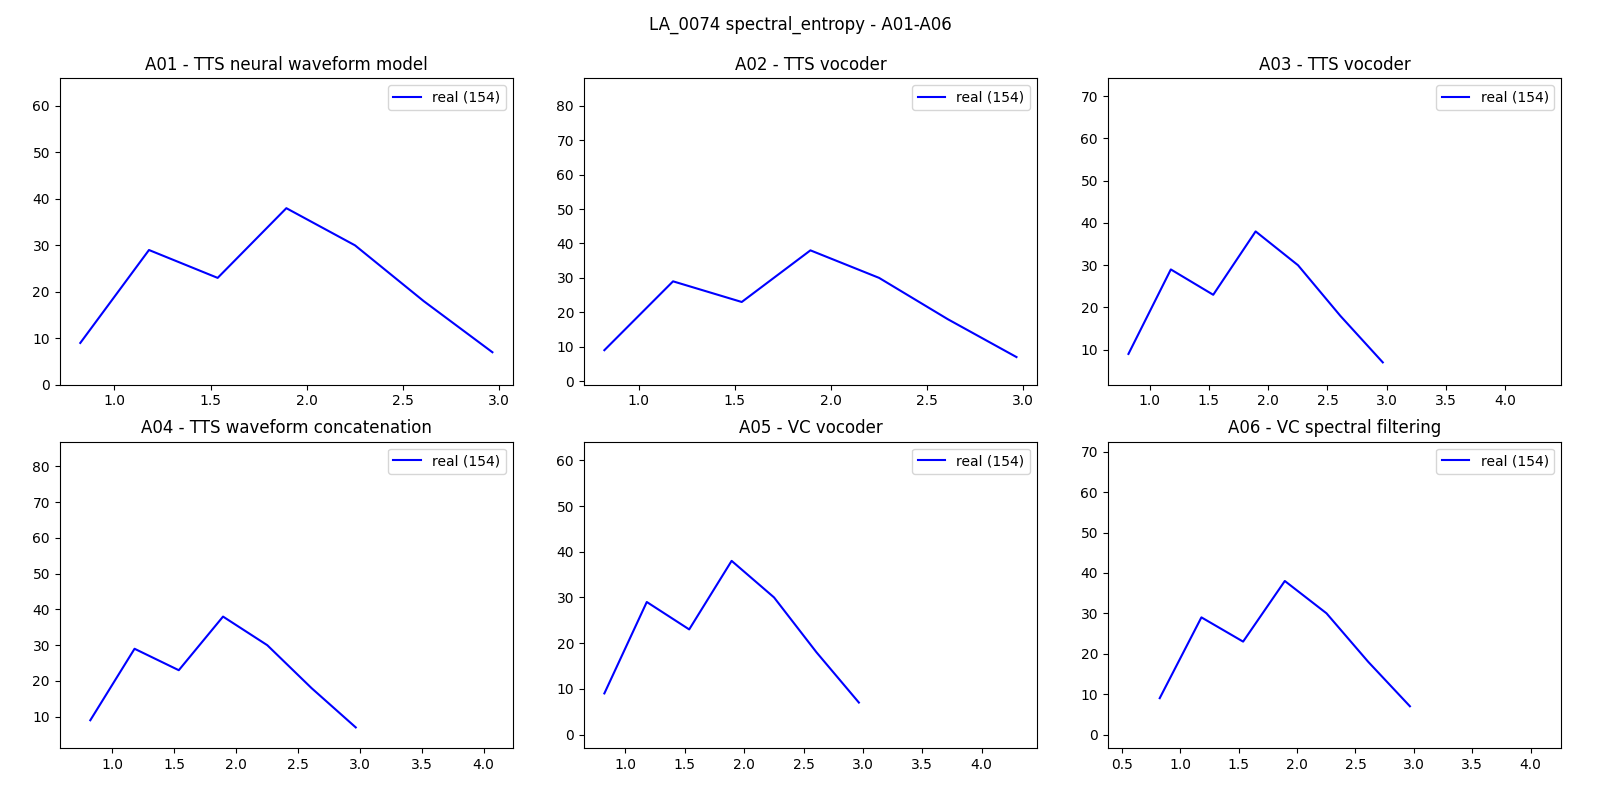 LA_0074 spectral_entropy - A01-A06
A01 - TTS neural waveform model
real (154)
60
50
40
30
20
10
0
1.0 1.5 2.0 2.5 3.0
A02 - TTS vocoder
real (154)
80
70
60
50
40
30
20
10
0
1.0 1.5 2.0 2.5 3.0
A03 - TTS vocoder
real (154)
70
60
50
40
30
20
10
1.0 1.5 2.0 2.5 3.0 3.5 4.0
A04 - TTS waveform concatenation
real (154)
80
70
60
50
40
30
20
10
1.0 1.5 2.0 2.5 3.0 3.5 4.0
A05 - VC vocoder
real (154)
60
50
40
30
20
10
0
1.0 1.5 2.0 2.5 3.0 3.5 4.0
A06 - VC spectral filtering
real (154)
70
60
50
40
30
20
10
0
0.5 1.0 1.5 2.0 2.5 3.0 3.5 4.0